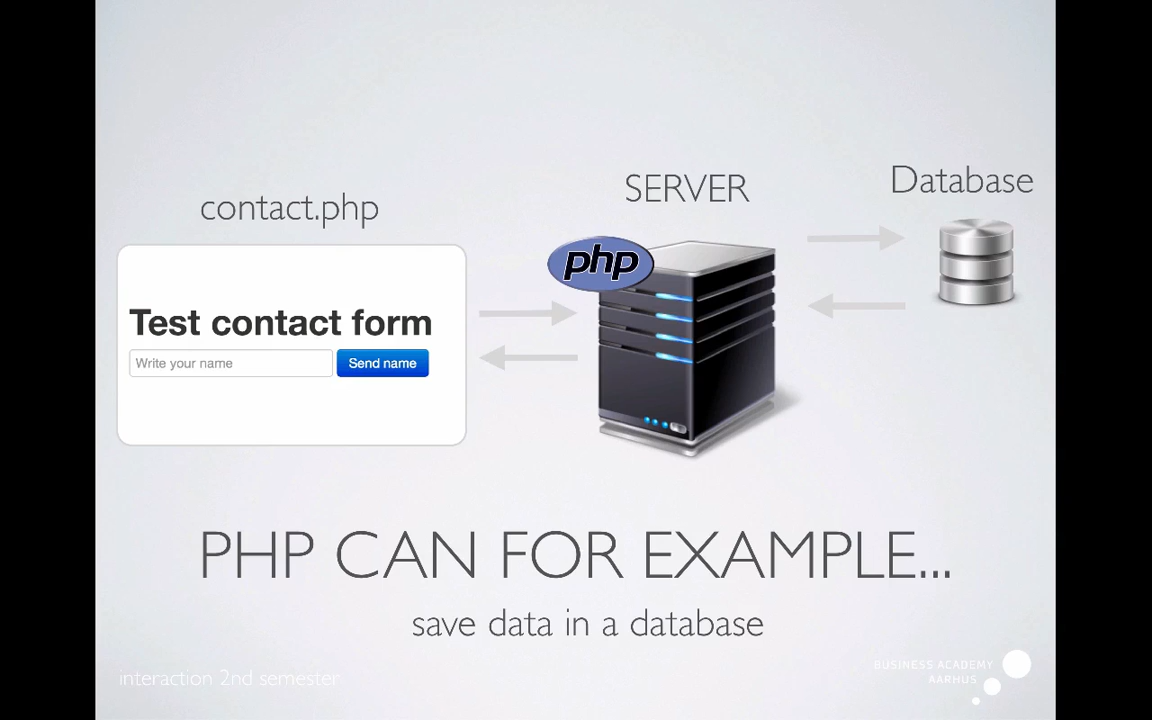 contact.php
SERVER
Database
php
Test contact form
Write your name
Send name
PHP CAN FOR EXAMPLE...
save data in a database
interaction 2nd semester
BUSINESS ACADEMY
AARHUS